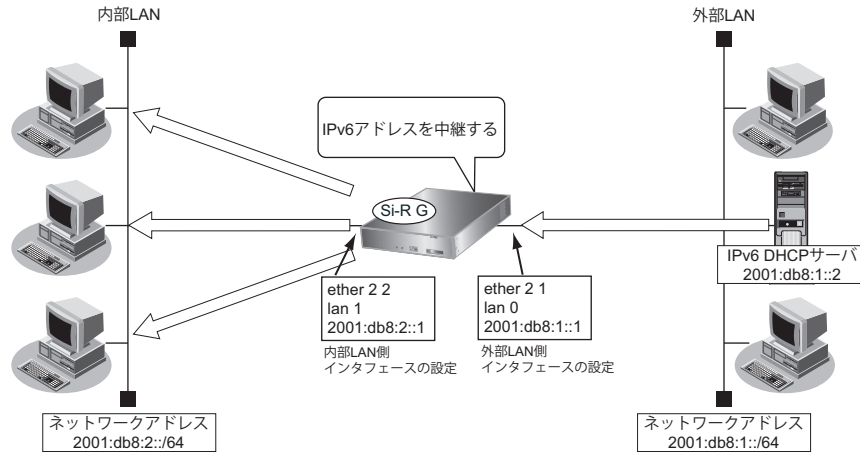 内部LAN
外部LAN
IPv6アドレスを中継する
Si-R G
IPv6 DHCPサーバ
2001:db8:1::2
ether 2 2
lan 1
2001:db8:2::1
ether 2 1
lan 0
2001:db8:1::1
内部LAN側
インタフェースの設定
外部LAN側
インタフェースの設定
ネットワークアドレス
2001:db8:2::/64
ネットワークアドレス
2001:db8:1::/64